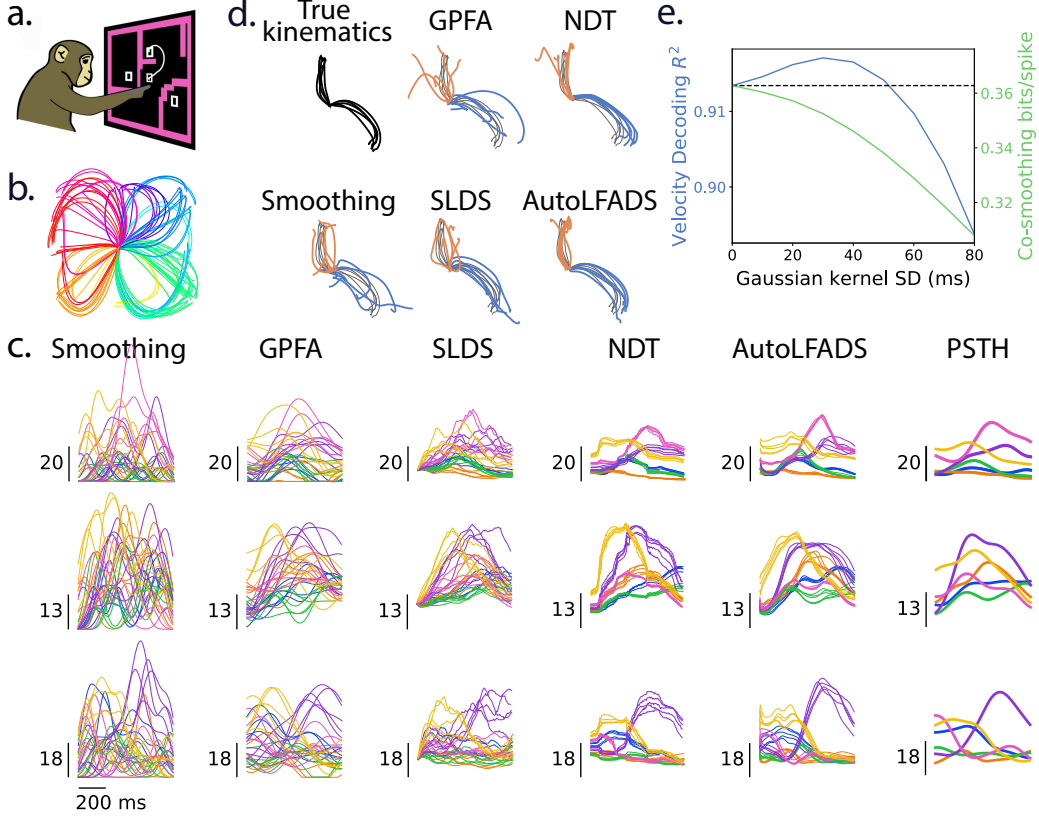 a.
d.
True
kinematics
GPFA
NDT
e.
Velocity Decoding R²
0.91
0.90
0.36
0.34
0.32
Co-smoothing bits/spike
0 20 40 60 80
Gaussian kernel SD (ms)
b.
Smoothing SLDS AutoLFADS
c. Smoothing GPFA SLDS NDT AutoLFADS PSTH
20 20 20 20 20 20
13 13 13 13 13 13
18 18 18 18 18 18
200 ms